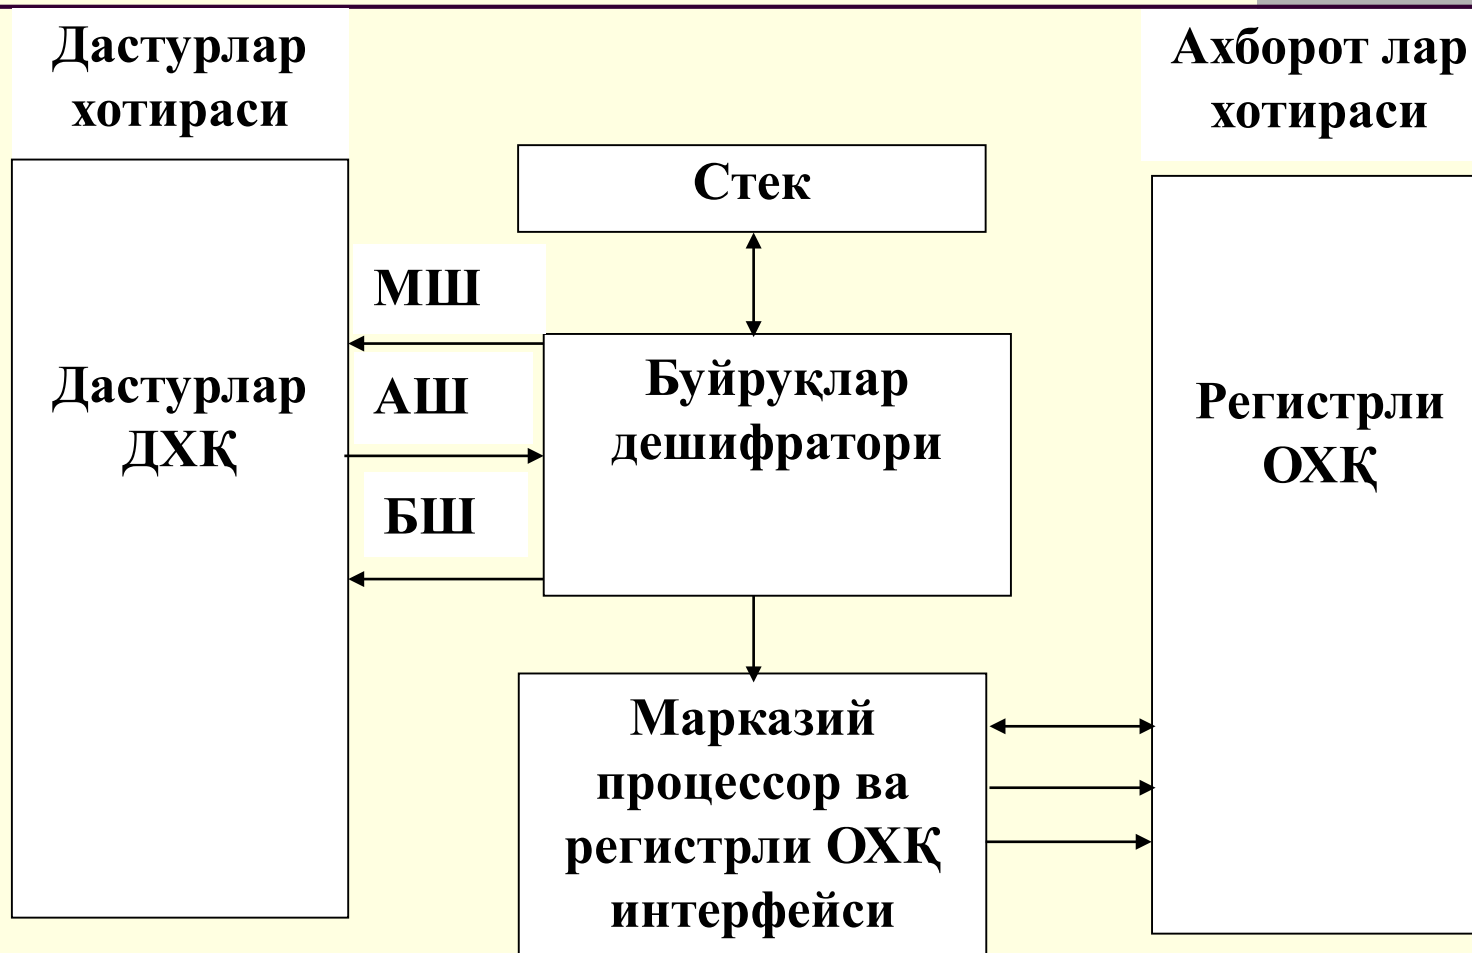 Дастурлар
хотираси
Ахборот лар
хотираси
Стек
МШ
АШ
БШ
Дастурлар
ДХҚ
Буйруқлар
дешифратори
Регистрли
ОХҚ
Марказий
процессор ва
регистрли ОХҚ
интерфейси